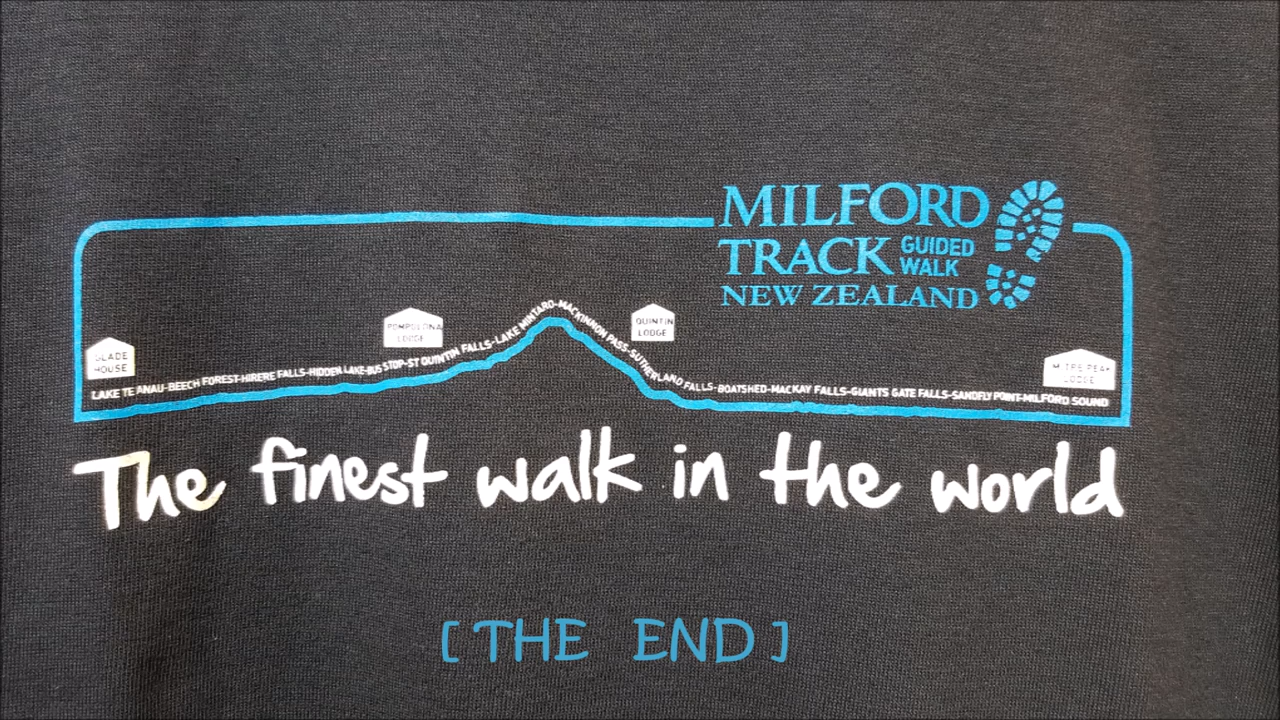 MILFORD
TRACK GUIDED WALK
NEW ZEALAND
GLADE HOUSE
POMPOLONA LODGE
QUINTIN LODGE
MITRE PEAK LODGE
LAKE TE ANAU-BEECH FOREST-HIRERE FALLS-HIDDEN LAKE-BUS STOP-ST QUINTIN FALLS-LAKE MINTARO-MACKINNON PASS-SUTHERLAND FALLS-BOATSHED-MACKAY FALLS-GIANTS GATE FALLS-SANDFLY POINT-MILFORD SOUND
The finest walk in the world
[THE END]